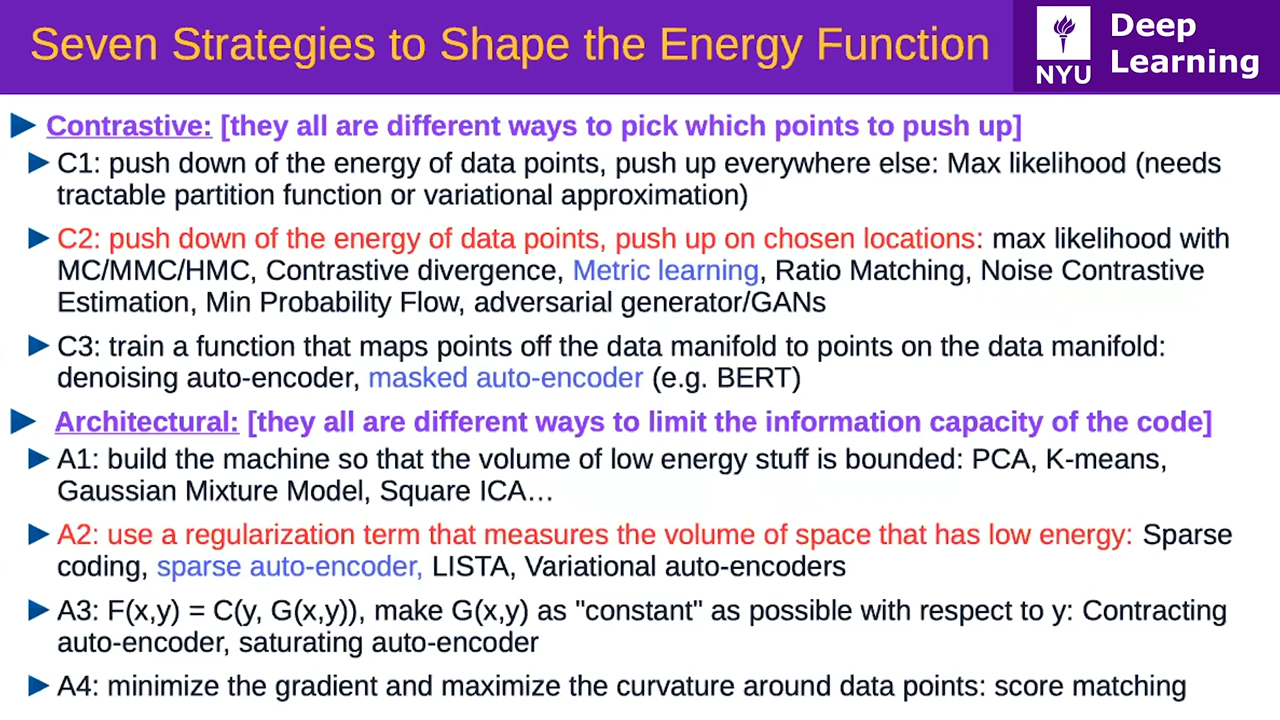 Seven Strategies to Shape the Energy Function
NYU
Deep
Learning
Contrastive: [they all are different ways to pick which points to push up]
C1: push down of the energy of data points, push up everywhere else: Max likelihood (needs
tractable partition function or variational approximation)
C2: push down of the energy of data points, push up on chosen locations: max likelihood with
MC/MMC/HMC, Contrastive divergence, Metric learning, Ratio Matching, Noise Contrastive
Estimation, Min Probability Flow, adversarial generator/GANs
C3: train a function that maps points off the data manifold to points on the data manifold:
denoising auto-encoder, masked auto-encoder (e.g. BERT)
Architectural: [they all are different ways to limit the information capacity of the code]
A1: build the machine so that the volume of low energy stuff is bounded: PCA, K-means,
Gaussian Mixture Model, Square ICA…
A2: use a regularization term that measures the volume of space that has low energy: Sparse
coding, sparse auto-encoder, LISTA, Variational auto-encoders
A3: F(x,y) = C(y, G(x,y)), make G(x,y) as "constant" as possible with respect to y: Contracting
auto-encoder, saturating auto-encoder
A4: minimize the gradient and maximize the curvature around data points: score matching